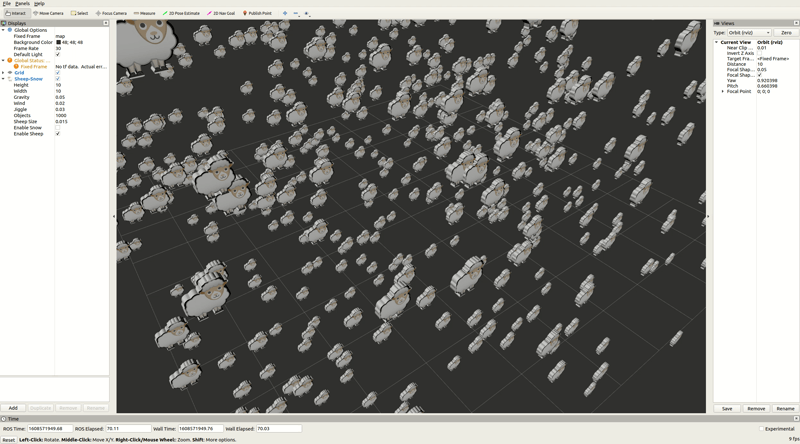 File Panels Help
Interact Move Camera Select Focus Camera Measure 2D Pose Estimate 2D Nav Goal Publish Point
Displays
Global Options
Fixed Frame map
Background Color 48; 48; 48
Frame Rate 30
Default Light
Global Status: ...
Fixed Frame No tf data. Actual err...
Grid
Sheep-Snow
Height 10
Width 10
Gravity 0.05
Wind 0.02
Jiggle 0.03
Objects 1000
Sheep Size 0.015
Enable Snow
Enable Sheep
Add Duplicate Remove Rename
Views
Type: Orbit (rviz) Zero
Current View Orbit (rviz)
Near Clip ... 0.01
Invert Z Axis
Target Fra... <Fixed Frame>
Distance 10
Focal Shap... 0.05
Focal Shap...
Yaw 0.920398
Pitch 0.660398
Focal Point 0; 0; 0
Save Remove Rename
Time
ROS Time: 1608571949.68 ROS Elapsed: 70.11 Wall Time: 1608571949.76 Wall Elapsed: 70.03 Experimental
Reset Left-Click: Rotate. Middle-Click: Move X/Y. Right-Click/Mouse Wheel: Zoom. Shift: More options. 9 fps